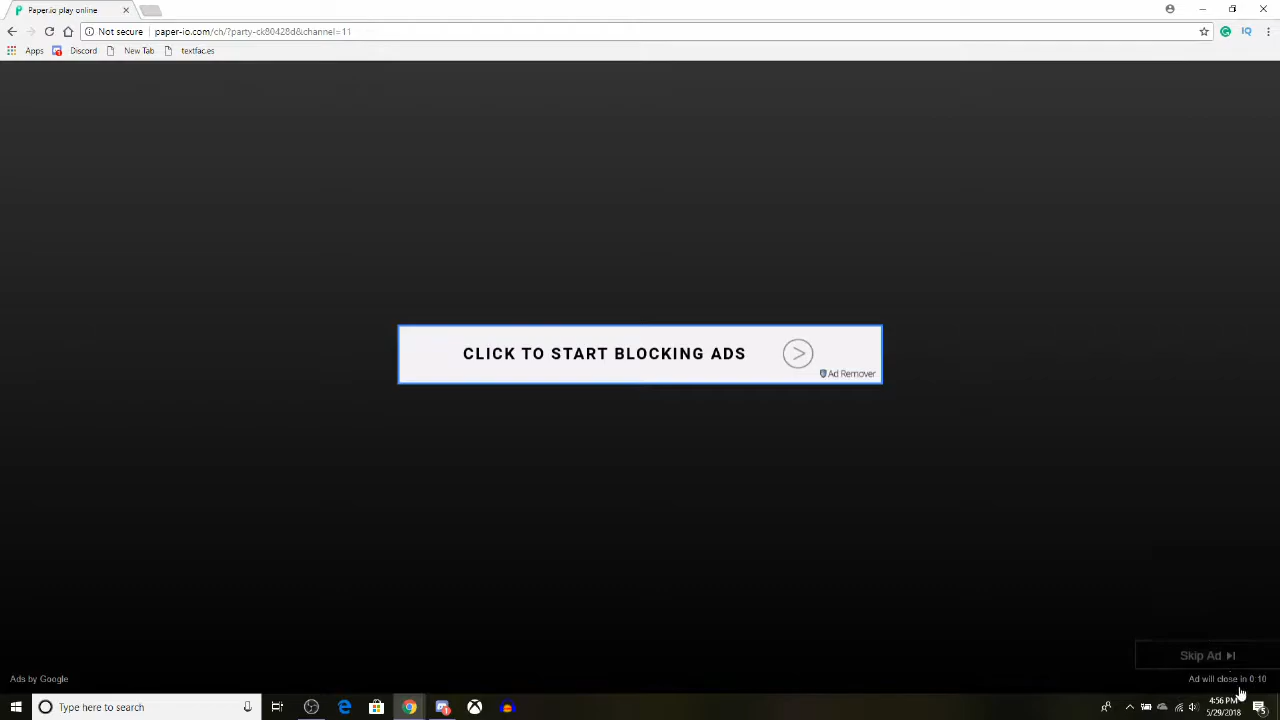 Paper.io play online
Not secure
paper-io.com/ch/?party-ck80428d&channel=11
Apps
Discord
New Tab
textfac.es
CLICK TO START BLOCKING ADS
Ad Remover
Skip Ad
Ads by Google
Ad will close in 0:10
Type here to search
4:56 PM
5/29/2018